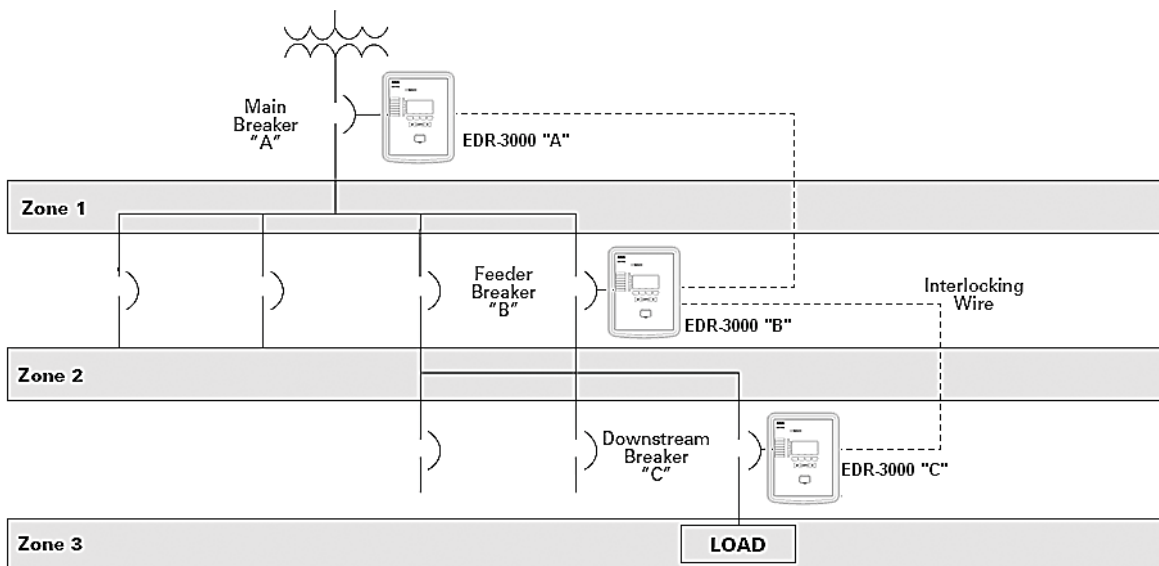 Main
Breaker
"A"
EDR-3000 "A"
Zone 1
Feeder
Breaker
"B"
EDR-3000 "B"
Interlocking
Wire
Zone 2
Downstream
Breaker
"C"
EDR-3000 "C"
Zone 3
LOAD